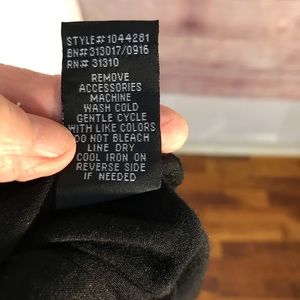 STYLE# 1044281
BN# 313017/0916
RN# 31310
REMOVE
ACCESSORIES
MACHINE
WASH COLD
GENTLE CYCLE
WITH LIKE COLORS
DO NOT BLEACH
LINE DRY
COOL IRON ON
REVERSE SIDE
IF NEEDED